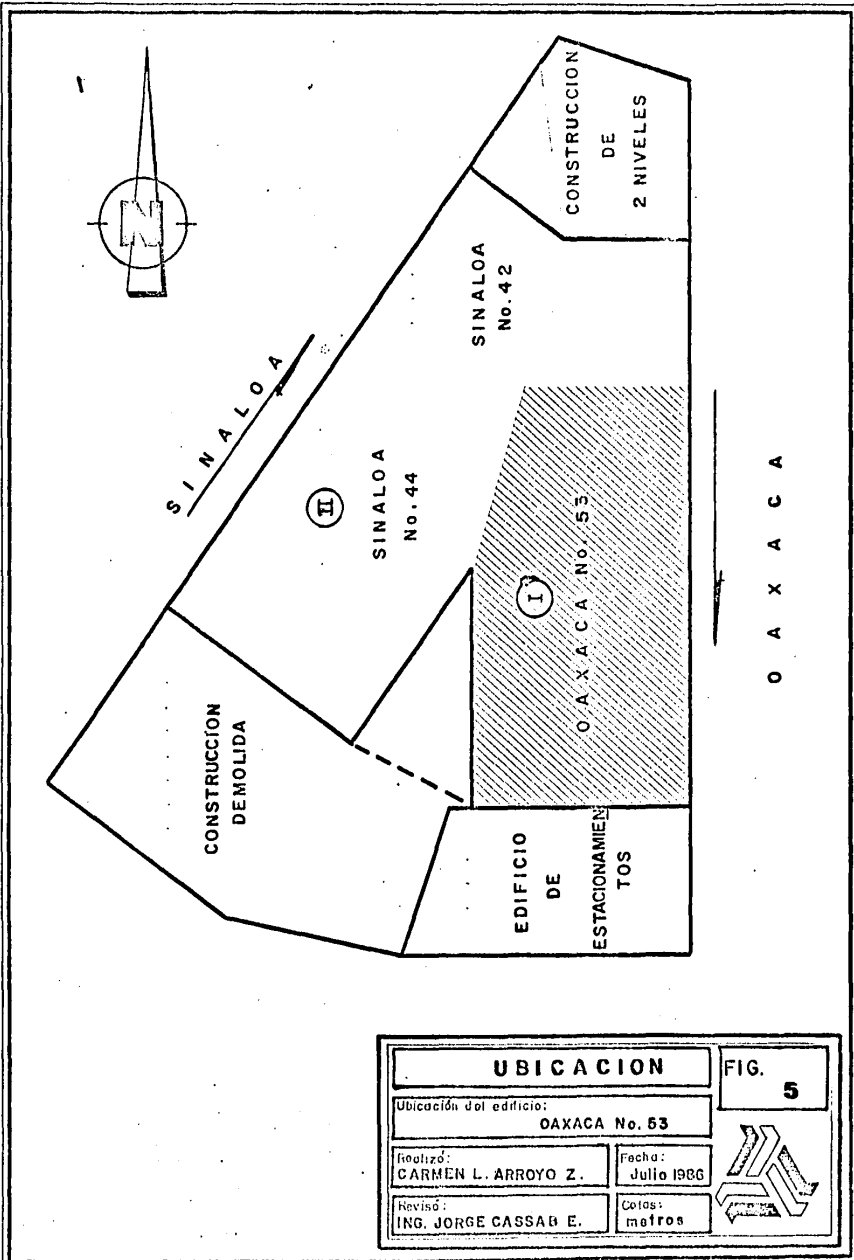 N
SINALOA
CONSTRUCCION
DE
2 NIVELES
SINALOA
No. 42
SINALOA
No. 44
II
I
OAXACA No. 53
OAXACA
CONSTRUCCION
DEMOLIDA
EDIFICIO
DE
ESTACIONAMIEN
TOS
UBICACION
FIG.
5
Ubicación del edificio:
OAXACA No. 53
Realizó:
CARMEN L. ARROYO Z.
Fecha:
Julio 1986
Revisó:
ING. JORGE CASSAB E.
Cotas:
metros